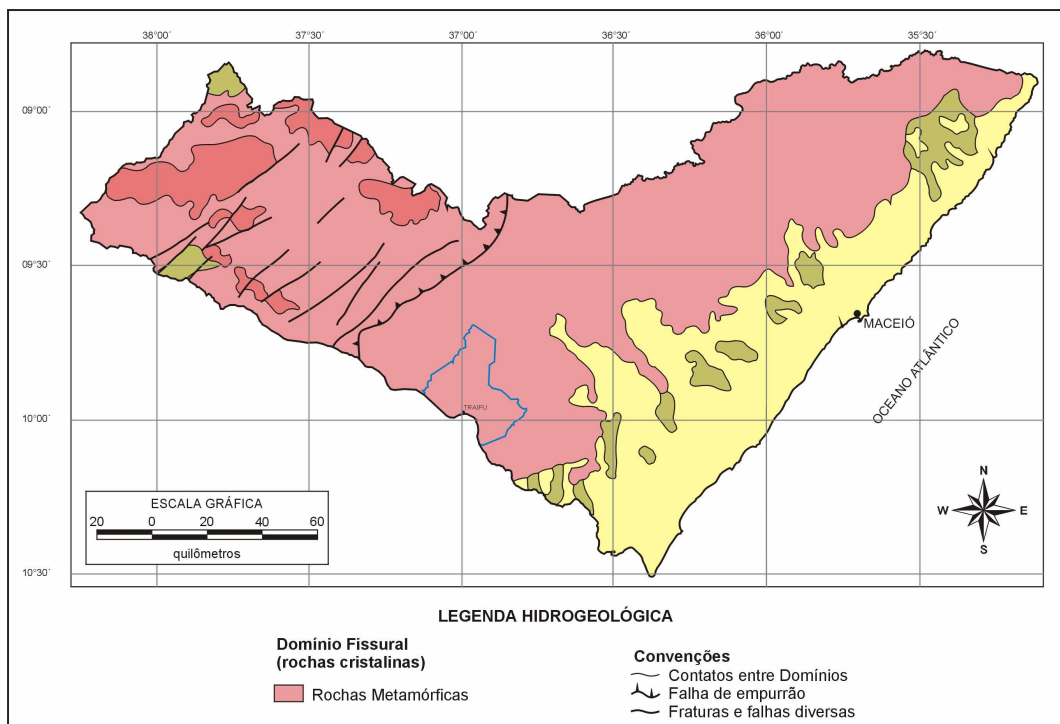 38°00´
37°30´
37°00´
36°30´
36°00´
35°30´
09°00´
09°30´
10°00´
10°30´
MACEIÓ
OCEANO ATLÂNTICO
TRAIPU
ESCALA GRÁFICA
20 0 20 40 60
quilômetros
N
W E
S
LEGENDA HIDROGEOLÓGICA
Domínio Fissural
(rochas cristalinas)
Rochas Metamórficas
Convenções
Contatos entre Domínios
Falha de empurrão
Fraturas e falhas diversas